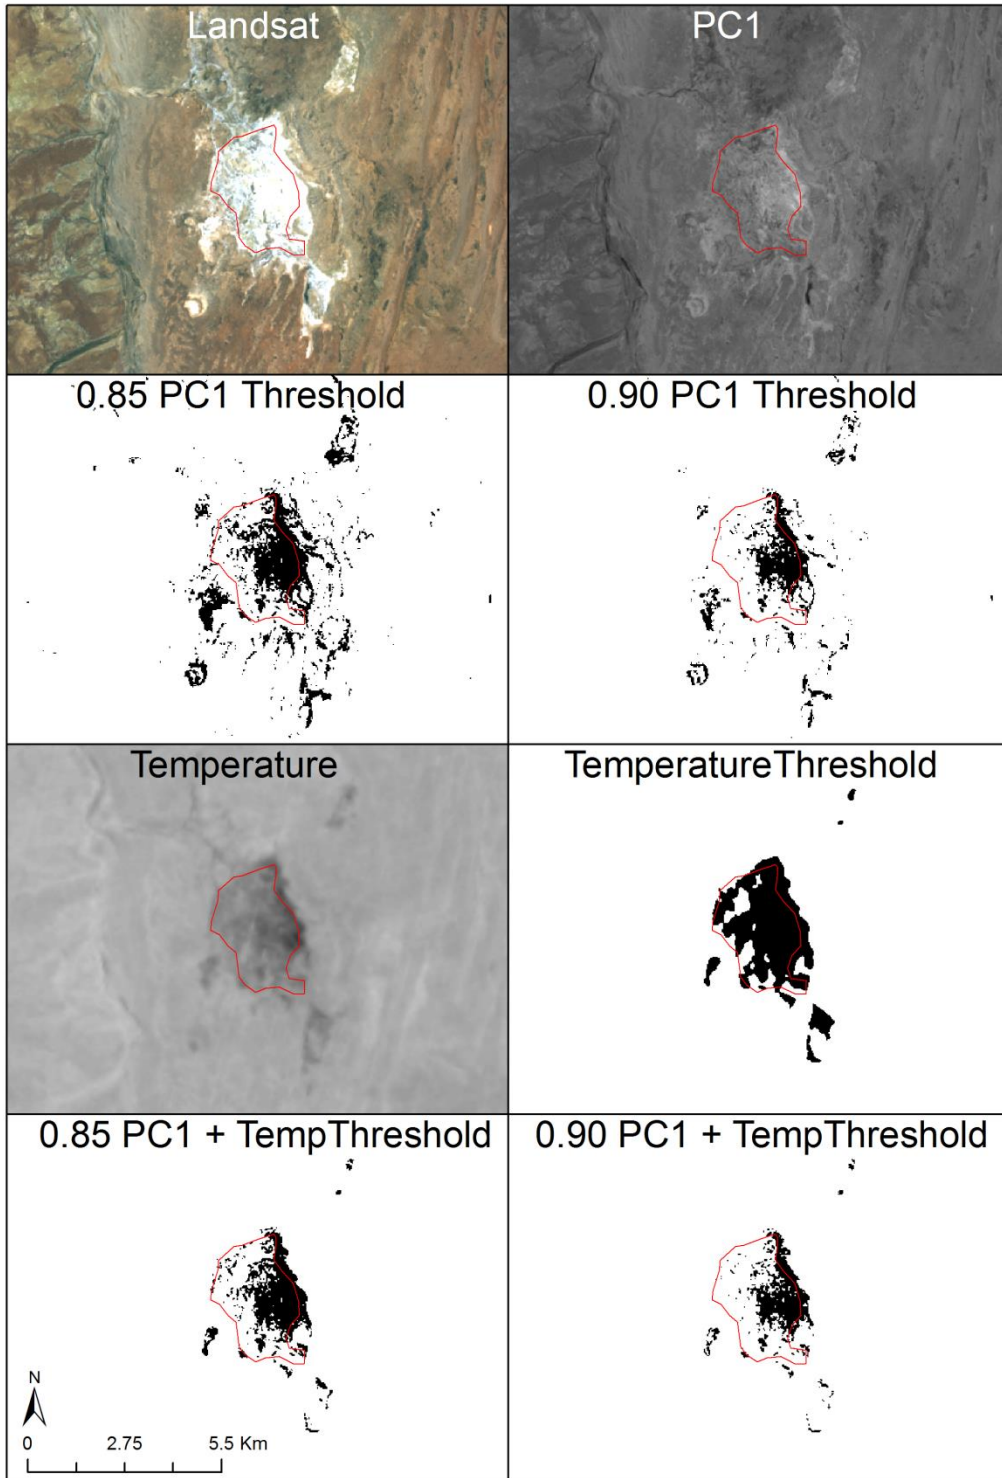 Landsat
PC1
0.85 PC1 Threshold
0.90 PC1 Threshold
Temperature
TemperatureThreshold
0.85 PC1 + TempThreshold
0.90 PC1 + TempThreshold
N
0 2.75 5.5 Km